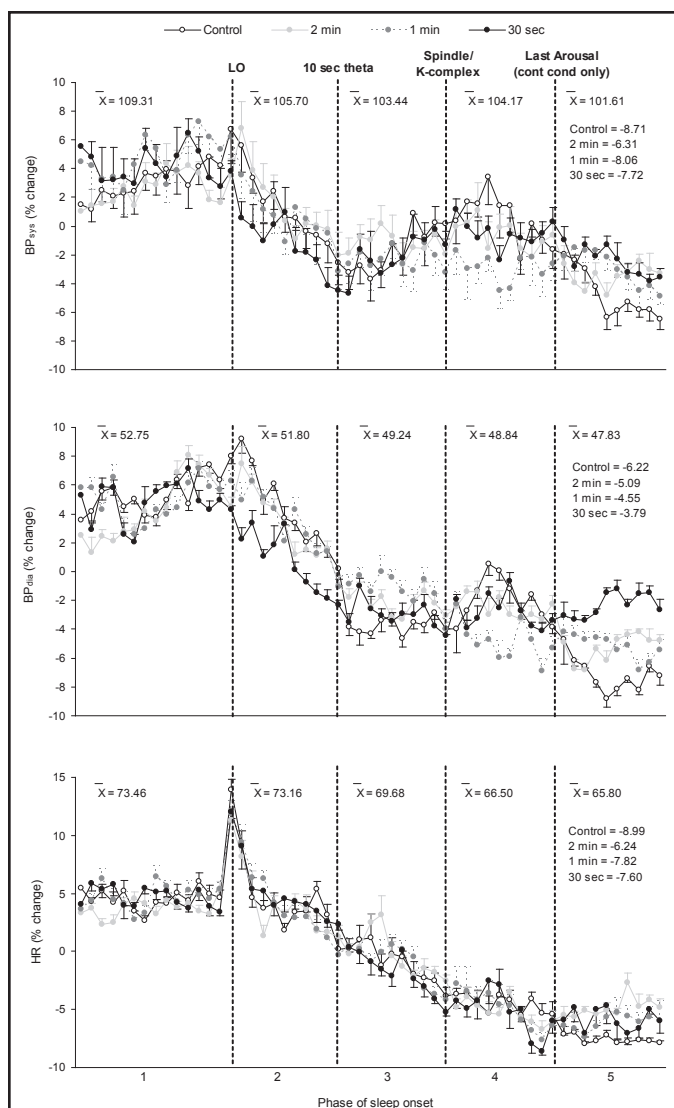 Control 2 min 1 min 30 sec
LO 10 sec theta Spindle/ K-complex Last Arousal (cont cond only)
X = 109.31 X = 105.70 X = 103.44 X = 104.17 X = 101.61
Control = -8.71
2 min = -6.31
1 min = -8.06
30 sec = -7.72
BPsys (% change)
10
8
6
4
2
0
-2
-4
-6
-8
-10
X = 52.75 X = 51.80 X = 49.24 X = 48.84 X = 47.83
Control = -6.22
2 min = -5.09
1 min = -4.55
30 sec = -3.79
BPdia (% change)
10
8
6
4
2
0
-2
-4
-6
-8
-10
X = 73.46 X = 73.16 X = 69.68 X = 66.50 X = 65.80
Control = -8.99
2 min = -6.24
1 min = -7.82
30 sec = -7.60
HR (% change)
15
10
5
0
-5
-10
1 2 3 4 5
Phase of sleep onset